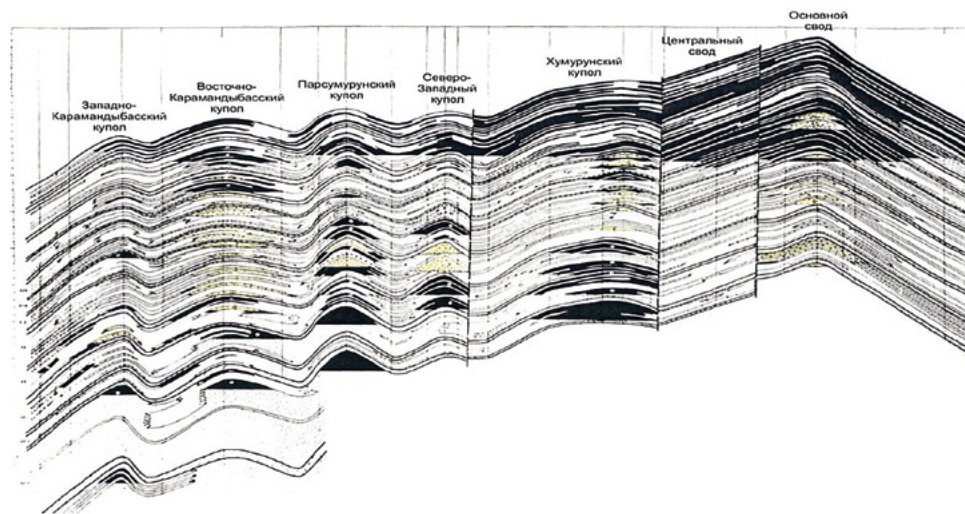 Западно-
Карамандыбасский
купол
Восточно-
Карамандыбасский
купол
Парсумурунский
купол
Северо-
Западный
купол
Хумурунский
купол
Центральный
свод
Основной
свод